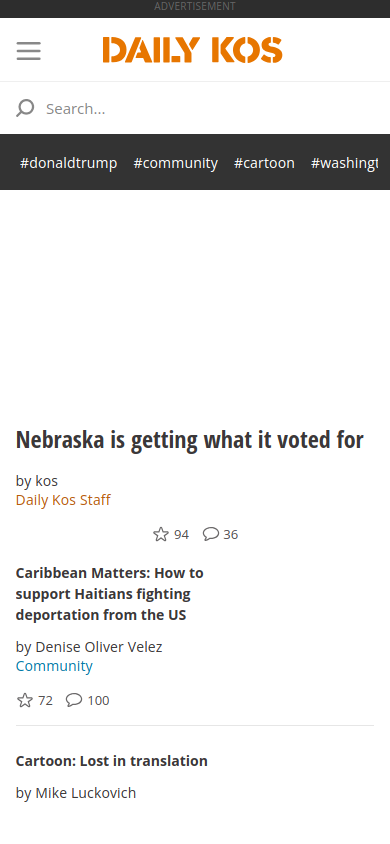 ADVERTISEMENT
DAILY KOS
Search...
#donaldtrump #community #cartoon #washingt
Nebraska is getting what it voted for
by kos
Daily Kos Staff
94 36
Caribbean Matters: How to
support Haitians fighting
deportation from the US
by Denise Oliver Velez
Community
72 100
Cartoon: Lost in translation
by Mike Luckovich